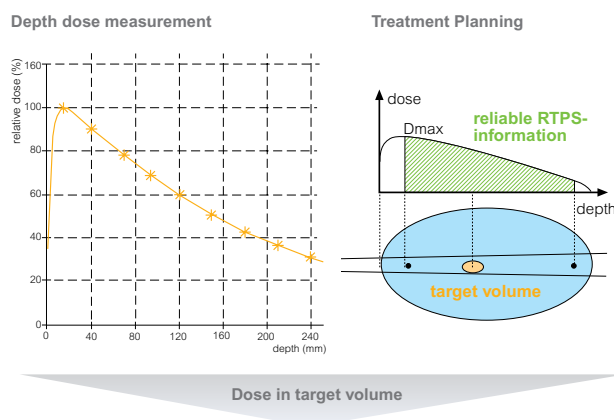 Depth dose measurement
Treatment Planning
relative dose (%)
160
100
80
60
40
20
0
0
40
80
120
160
200
240
depth (mm)
dose
Dmax
reliable RTPS-
information
depth
target volume
Dose in target volume